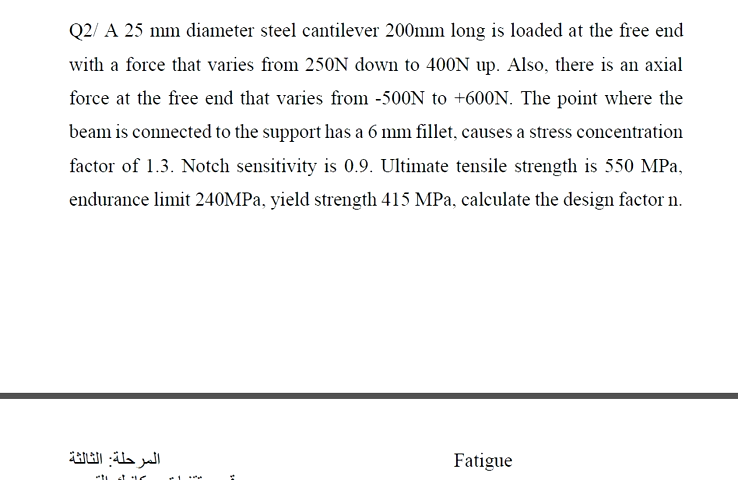 Q2/ A 25 mm diameter steel cantilever 200mm long is loaded at the free end
with a force that varies from 250N down to 400N up. Also, there is an axial
force at the free end that varies from -500N to +600N. The point where the
beam is connected to the support has a 6 mm fillet, causes a stress concentration
factor of 1.3. Notch sensitivity is 0.9. Ultimate tensile strength is 550 MPa,
endurance limit 240MPa, yield strength 415 MPa, calculate the design factor n.
المرحلة: الثالثة
Fatigue